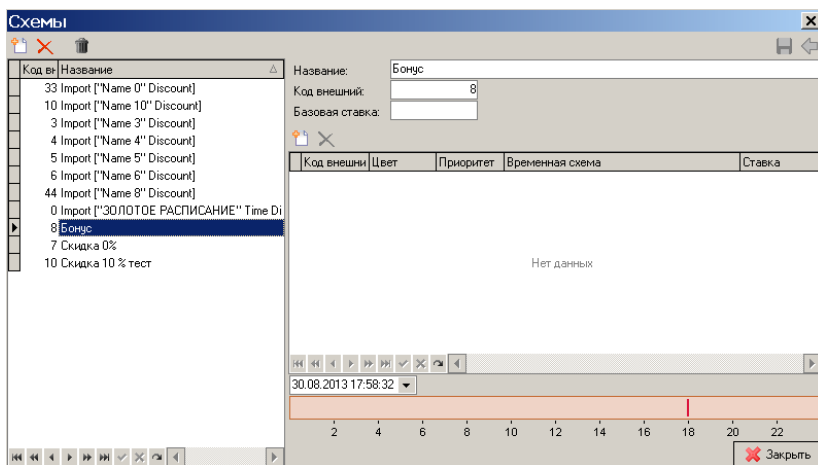 Схемы
Код вн Название
33 Import ["Name 0" Discount]
10 Import ["Name 10" Discount]
3 Import ["Name 3" Discount]
4 Import ["Name 4" Discount]
5 Import ["Name 5" Discount]
6 Import ["Name 6" Discount]
44 Import ["Name 8" Discount]
0 Import ["ЗОЛОТОЕ РАСПИСАНИЕ" Time Di
8 Бонус
7 Скидка 0%
10 Скидка 10 % тест
Название: Бонус
Код внешний: 8
Базовая ставка:
Код внешни Цвет Приоритет Временная схема Ставка
Нет данных
30.08.2013 17:58:32
2 4 6 8 10 12 14 16 18 20 22
Закрыть